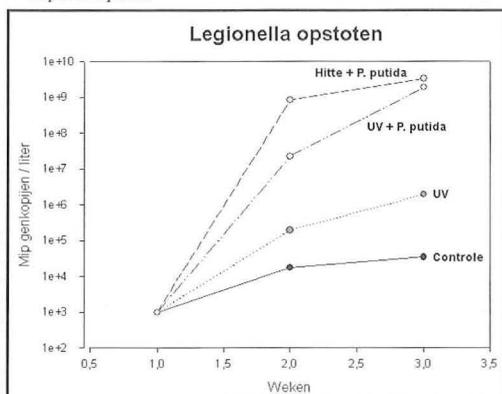 Legionella opstoten
1e+10
1e+9
1e+8
1e+7
1e+6
1e+5
1e+4
1e+3
1e+2
Mip genkopijen / liter
Hitte + P. putida
UV + P. putida
UV
Controle
0,5
1,0
1,5
2,0
2,5
3,0
3,5
Weken